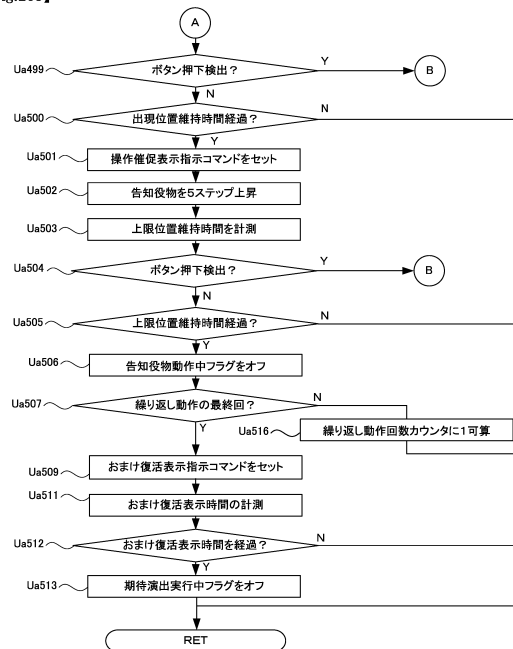 A
Ua499
ボタン押下検出?
Y
B
N
Ua500
出現位置維持時間経過?
N
Y
Ua501
操作催促表示指示コマンドをセット
Ua502
告知役物を5ステップ上昇
Ua503
上限位置維持時間を計測
Ua504
ボタン押下検出?
Y
B
N
Ua505
上限位置維持時間経過?
N
Y
Ua506
告知役物動作中フラグをオフ
Ua507
繰り返し動作の最終回?
N
Y
Ua516
繰り返し動作回数カウンタに1可算
Ua509
おまけ復活表示指示コマンドをセット
Ua511
おまけ復活表示時間の計測
Ua512
おまけ復活表示時間を経過?
N
Y
Ua513
期待演出実行中フラグをオフ
RET